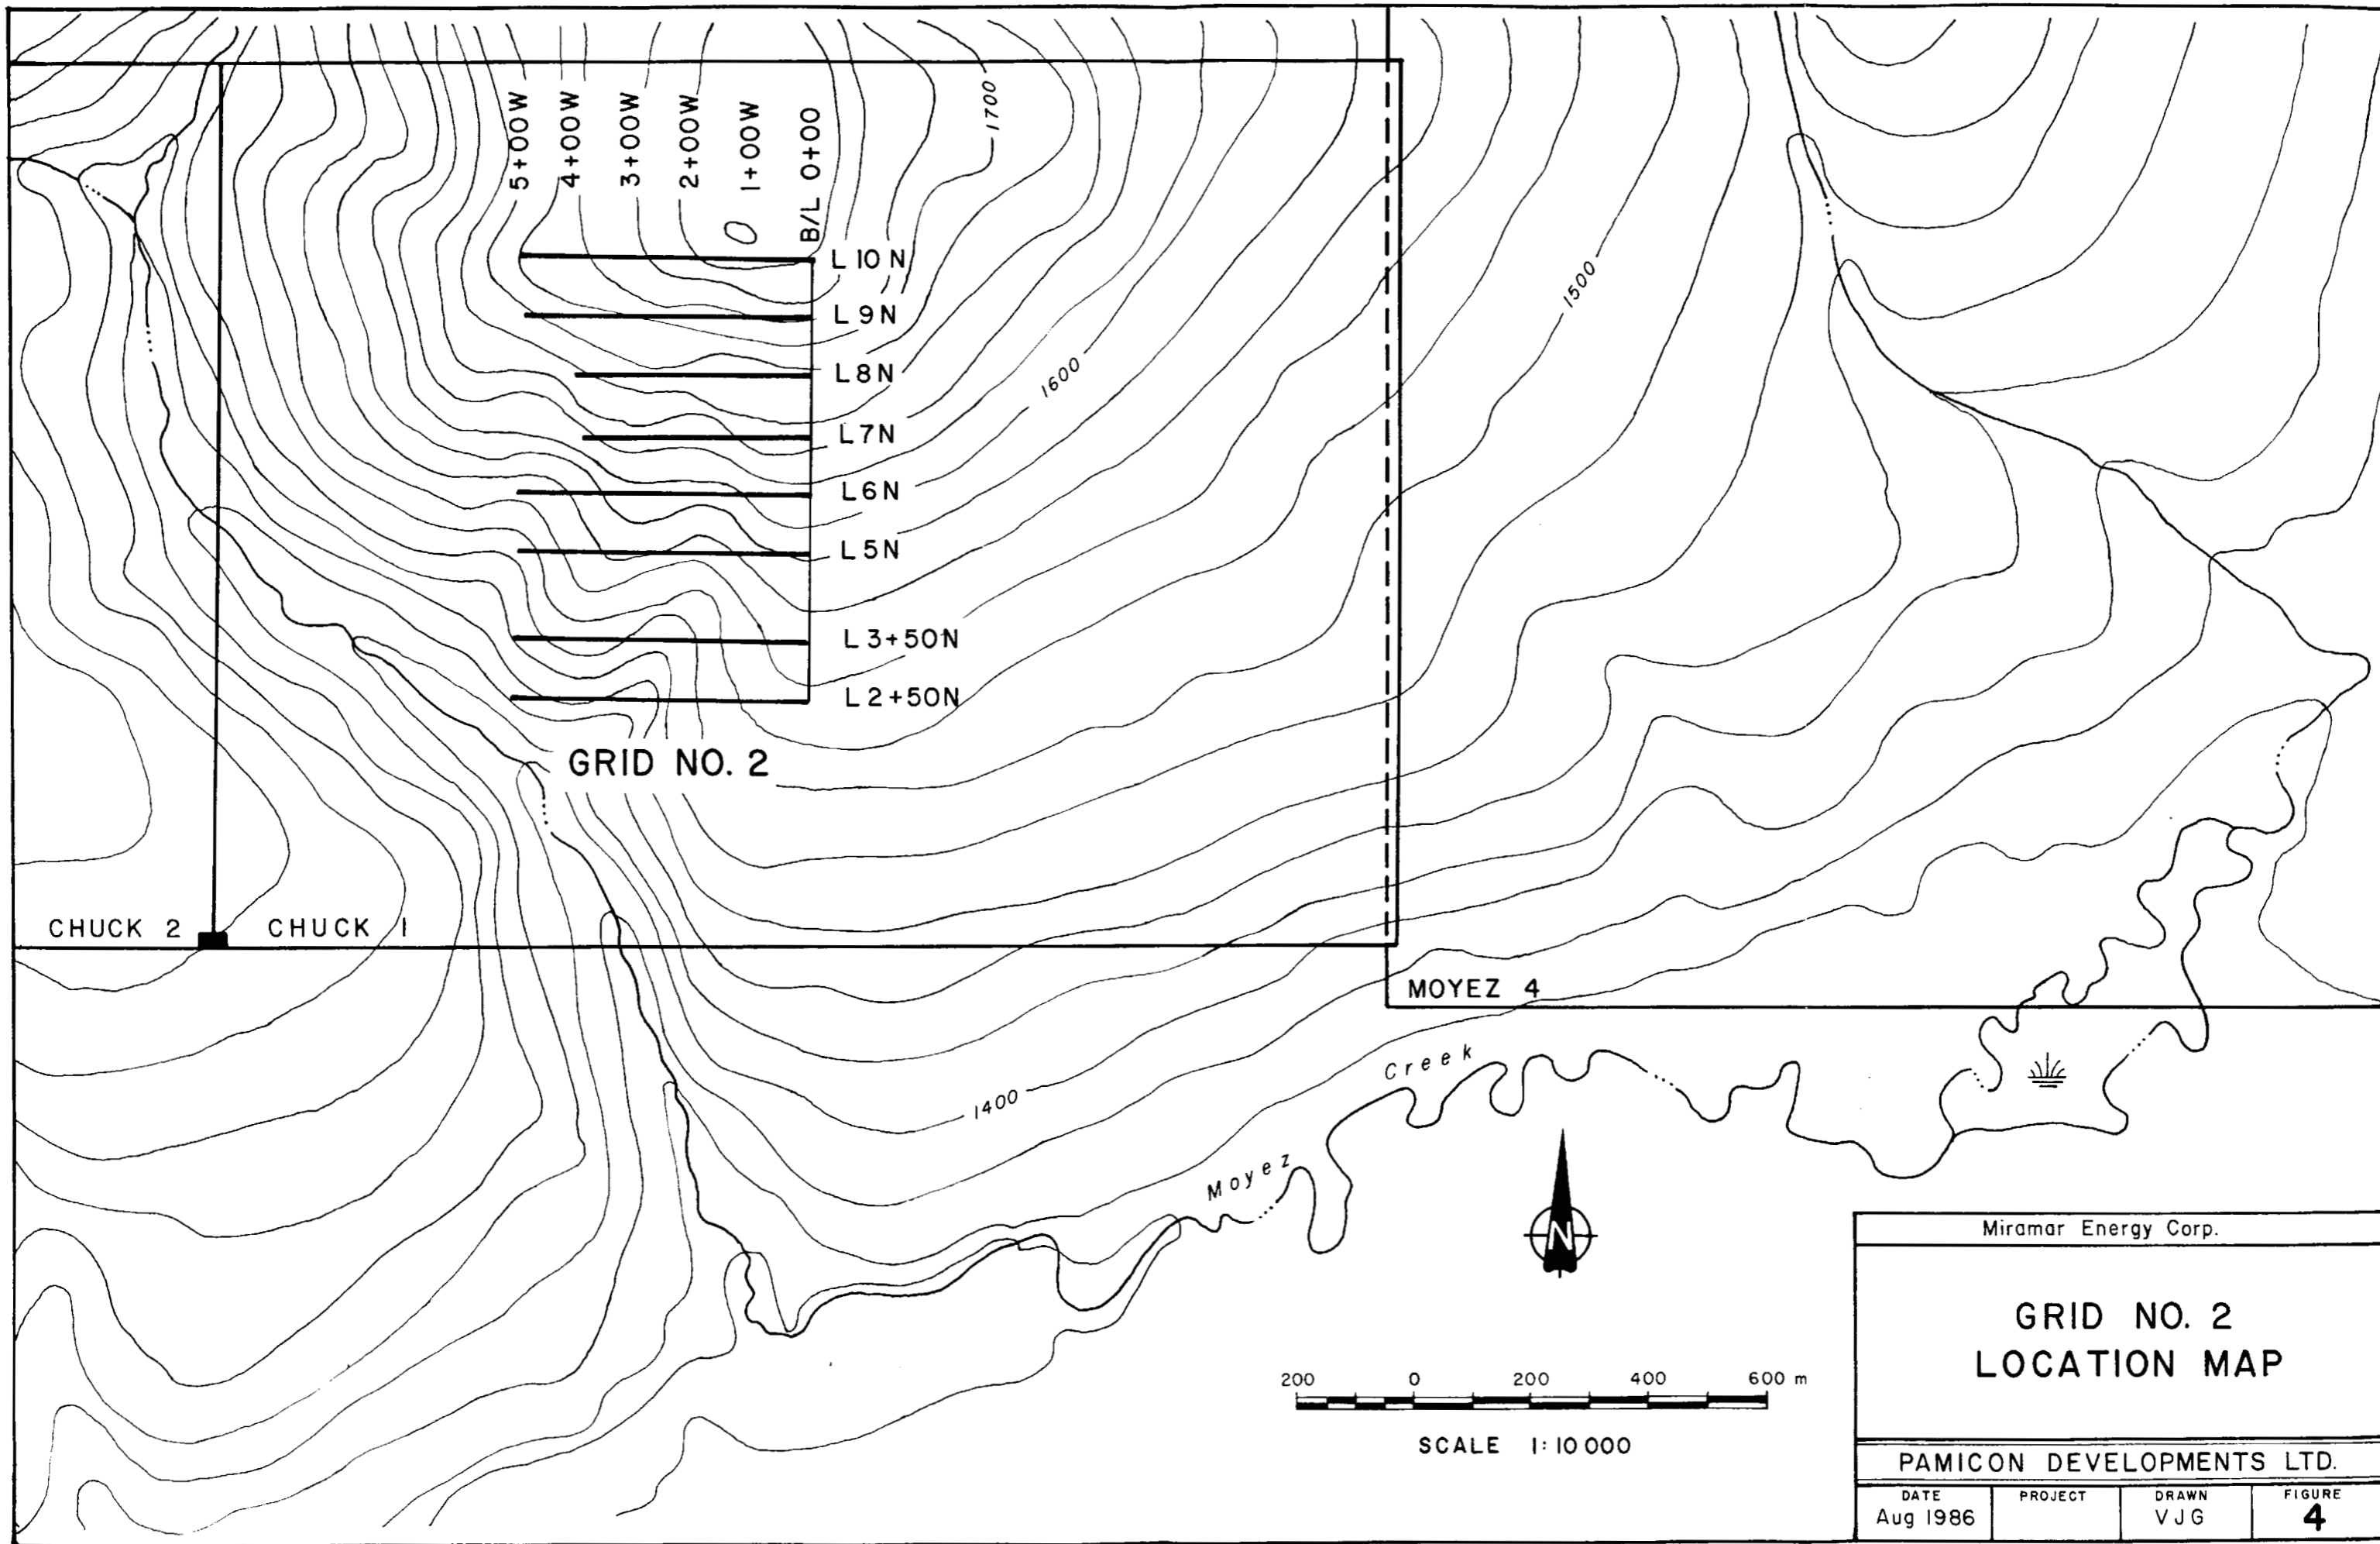 5+00W
4+00W
3+00W
2+00W
1+00W
B/L 0+00
1700
L 10 N
L 9 N
L 8 N
L 7 N
L 6 N
L 5 N
L 3+50N
L 2+50N
1600
1500
GRID NO. 2
CHUCK 2
CHUCK 1
MOYEZ 4
1400
Moyez Creek
N
200 0 200 400 600 m
SCALE 1:10 000
Miramar Energy Corp.
GRID NO. 2
LOCATION MAP
PAMICON DEVELOPMENTS LTD.
DATE
Aug 1986
PROJECT
DRAWN
VJG
FIGURE
4